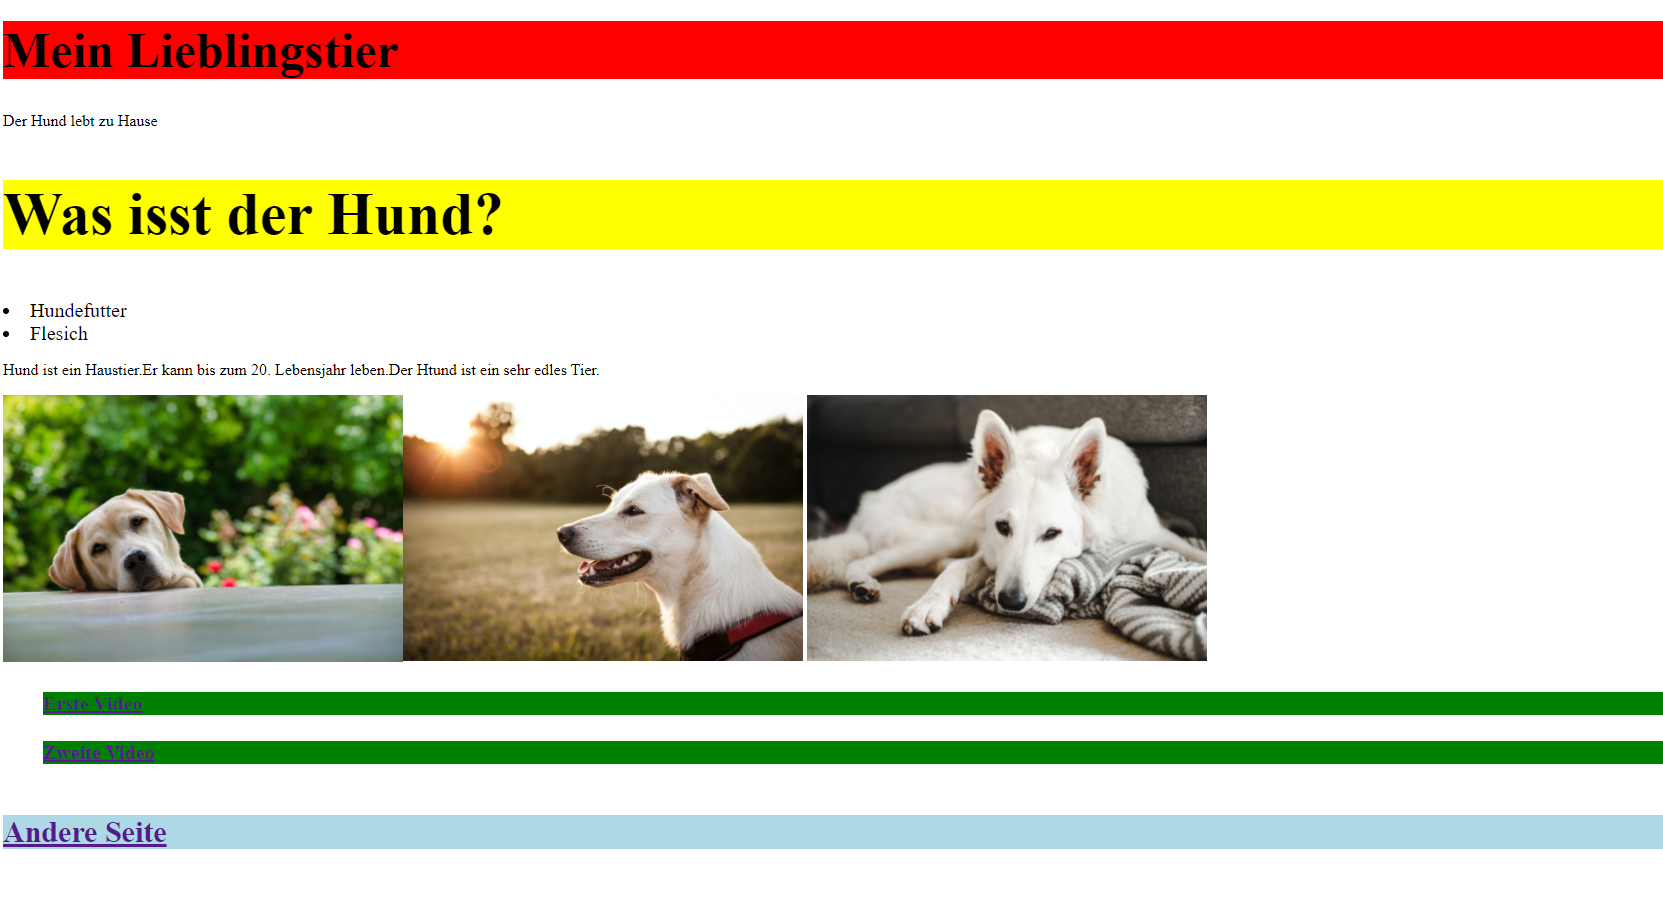 Mein Lieblingstier
Der Hund lebt zu Hause
Was isst der Hund?
Hundefutter
Flesich
Hund ist ein Haustier.Er kann bis zum 20. Lebensjahr leben.Der Htund ist ein sehr edles Tier.
Erste Video
Zweite Video
Andere Seite